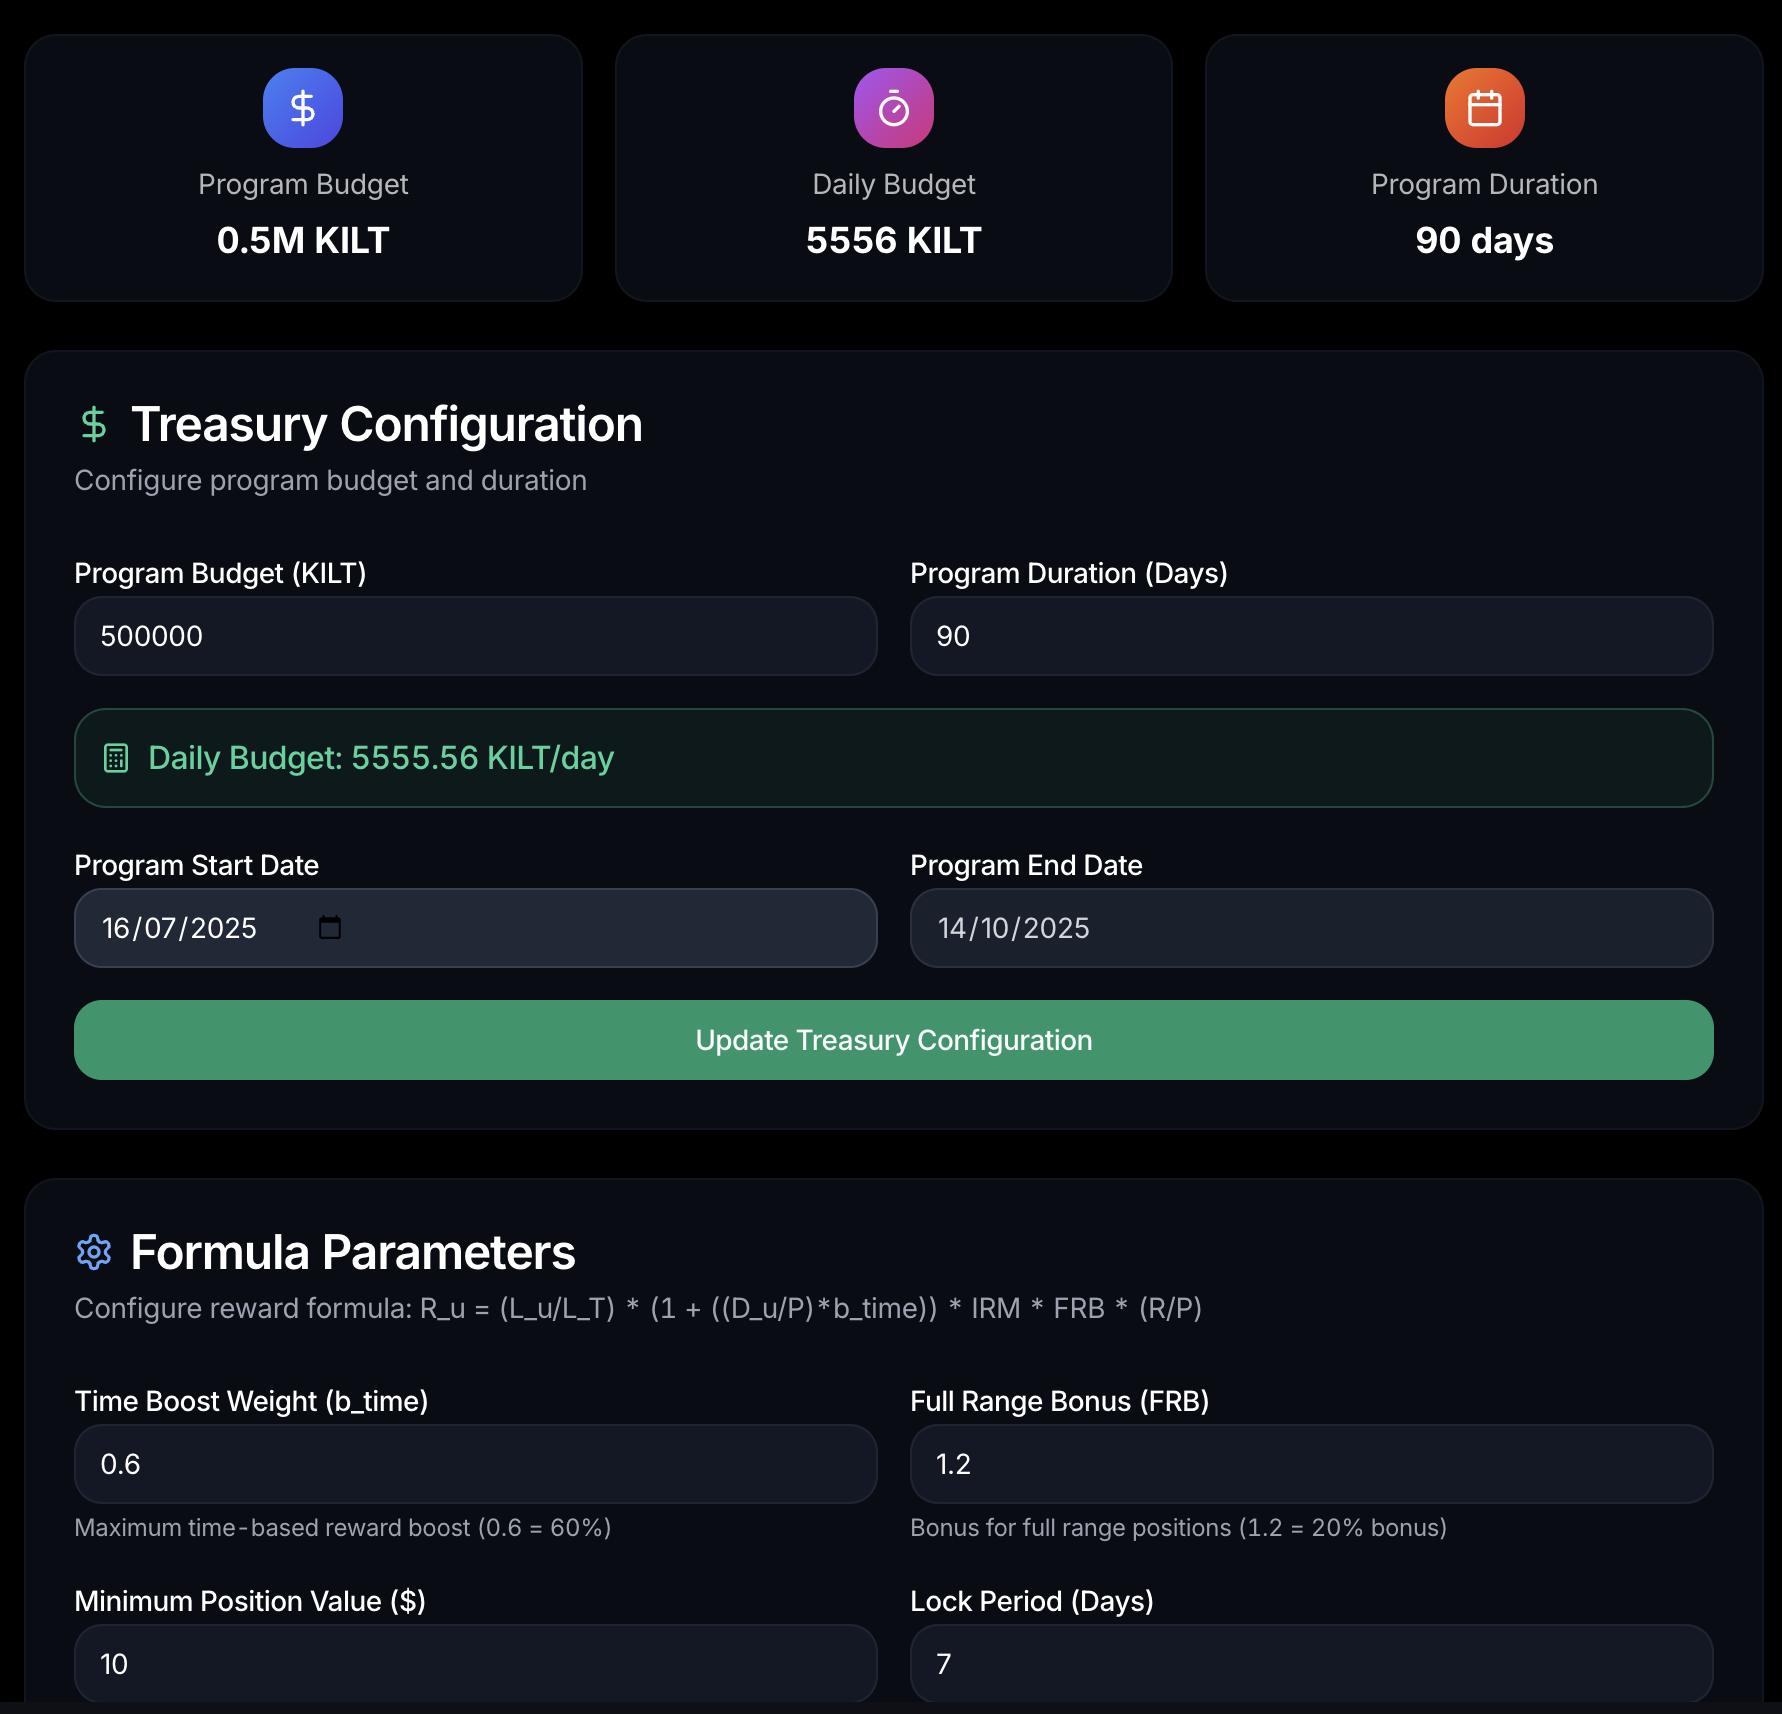 Program Budget
0.5M KILT
Daily Budget
5556 KILT
Program Duration
90 days
Treasury Configuration
Configure program budget and duration
Program Budget (KILT)
500000
Program Duration (Days)
90
Daily Budget: 5555.56 KILT/day
Program Start Date
16/07/2025
Program End Date
14/10/2025
Update Treasury Configuration
Formula Parameters
Configure reward formula: R_u = (L_u/L_T) * (1 + ((D_u/P)*b_time)) * IRM * FRB * (R/P)
Time Boost Weight (b_time)
0.6
Maximum time-based reward boost (0.6 = 60%)
Full Range Bonus (FRB)
1.2
Bonus for full range positions (1.2 = 20% bonus)
Minimum Position Value ($)
10
Lock Period (Days)
7